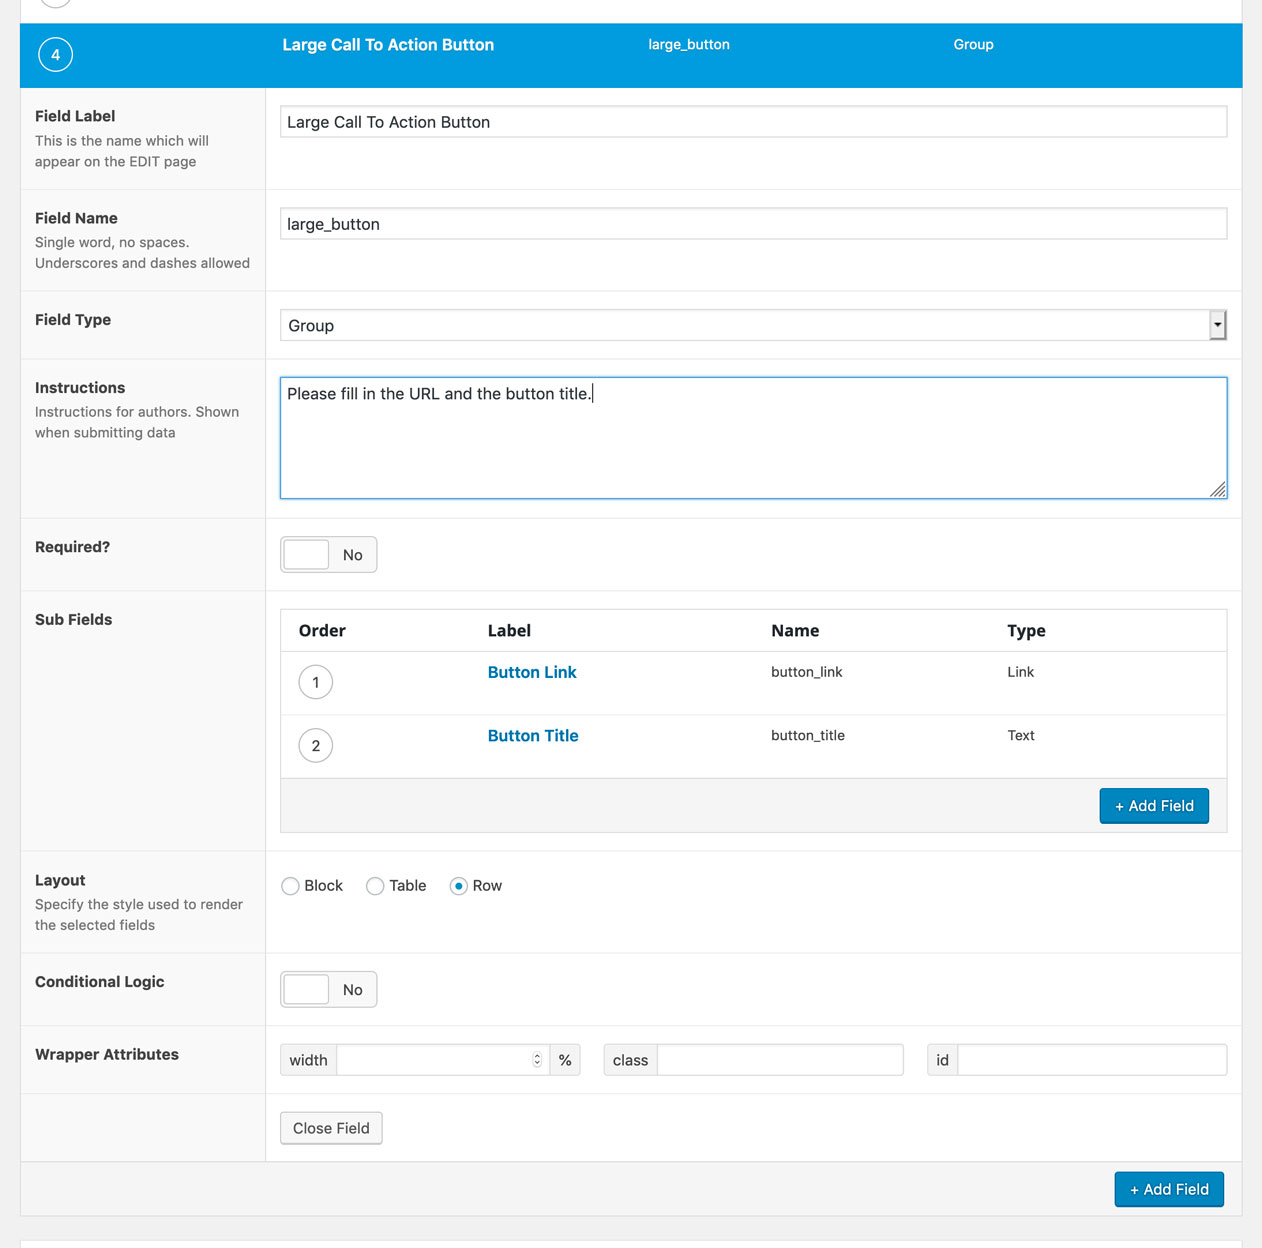 4 Large Call To Action Button large_button Group
Field Label
This is the name which will
appear on the EDIT page
Large Call To Action Button
Field Name
Single word, no spaces.
Underscores and dashes allowed
large_button
Field Type
Group
Instructions
Instructions for authors. Shown
when submitting data
Please fill in the URL and the button title.
Required?
No
Sub Fields
Order Label Name Type
1 Button Link button_link Link
2 Button Title button_title Text
+ Add Field
Layout
Specify the style used to render
the selected fields
Block Table Row
Conditional Logic
No
Wrapper Attributes
width % class id
Close Field
+ Add Field